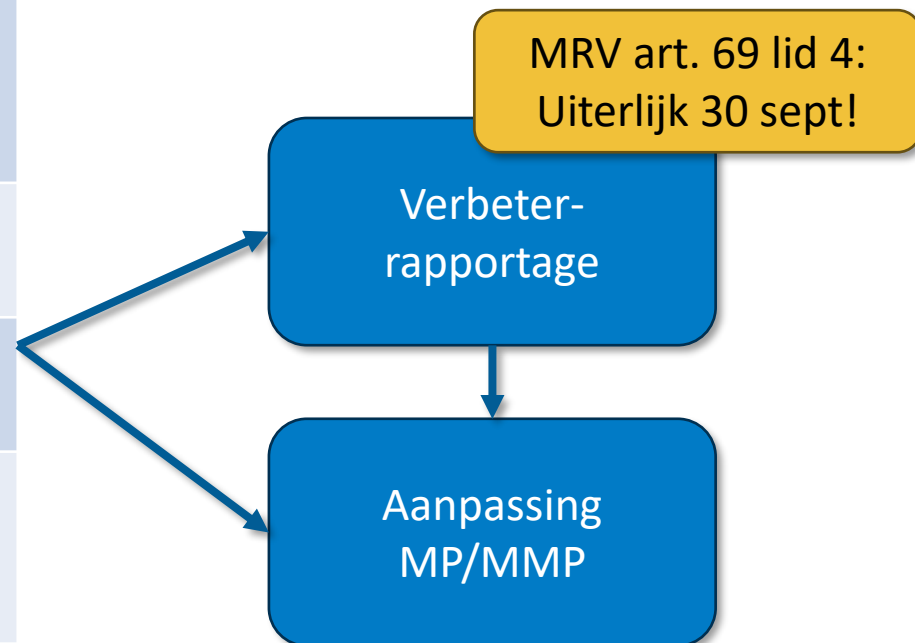 MRV art. 69 lid 4:
Uiterlijk 30 sept!
Verbeter-
rapportage
Aanpassing
MP/MMP